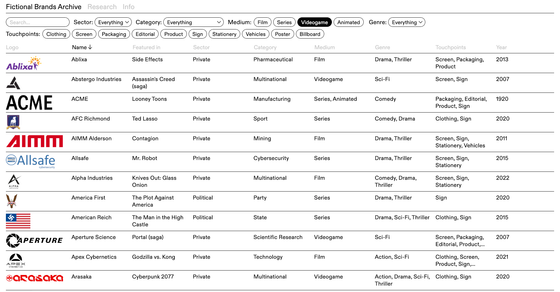 Fictional Brands Archive Research Info
Search... Sector: Everything Category: Everything Medium: Film Series Videogame Animated Genre: Everything
Touchpoints: Clothing Screen Packaging Editorial Product Sign Stationery Vehicles Poster Billboard
Logo Name ↓ Featured in Sector Category Medium Genre Touchpoints Year
Ablixa Ablixa Side Effects Private Pharmaceutical Film Drama, Thriller Screen, Packaging, 2013
Product
Abstergo Industries Assassin's Creed Private Multinational Videogame Sci-Fi Screen, Sign 2007
(saga)
ACME ACME Looney Toons Private Manufacturing Series, Animated Comedy Packaging, Editorial, 1920
Product, Sign
AFC Richmond Ted Lasso Private Sport Series Comedy, Drama Clothing, Sign 2020
AIMM AIMM Alderson Contagion Private Mining Film Drama, Thriller Screen, Sign, 2011
Stationery, Vehicles
Allsafe Allsafe Mr. Robot Private Cybersecurity Series Drama, Thriller Screen, Sign, 2015
Stationery
Alpha Industries Knives Out: Glass Private Multinational Film Comedy, Drama, Screen, Sign, 2022
Onion Thriller Stationery
America First The Plot Against Political Party Series Drama, Thriller Sign 2020
America
American Reich The Man in the High Political State Series Drama, Sci-Fi, Thriller Clothing, Sign 2015
Castle
APERTURE Aperture Science Portal (saga) Private Scientific Research Videogame Sci-Fi Screen, Packaging, 2007
Editorial, Product,...
APEX Apex Cybernetics Godzilla vs. Kong Private Technology Film Action, Sci-Fi Clothing, Screen, 2021
Product, Sign,...
arasaka Arasaka Cyberpunk 2077 Private Multinational Videogame Action, Drama, Sci-Fi, Clothing, Sign 2020
Thriller